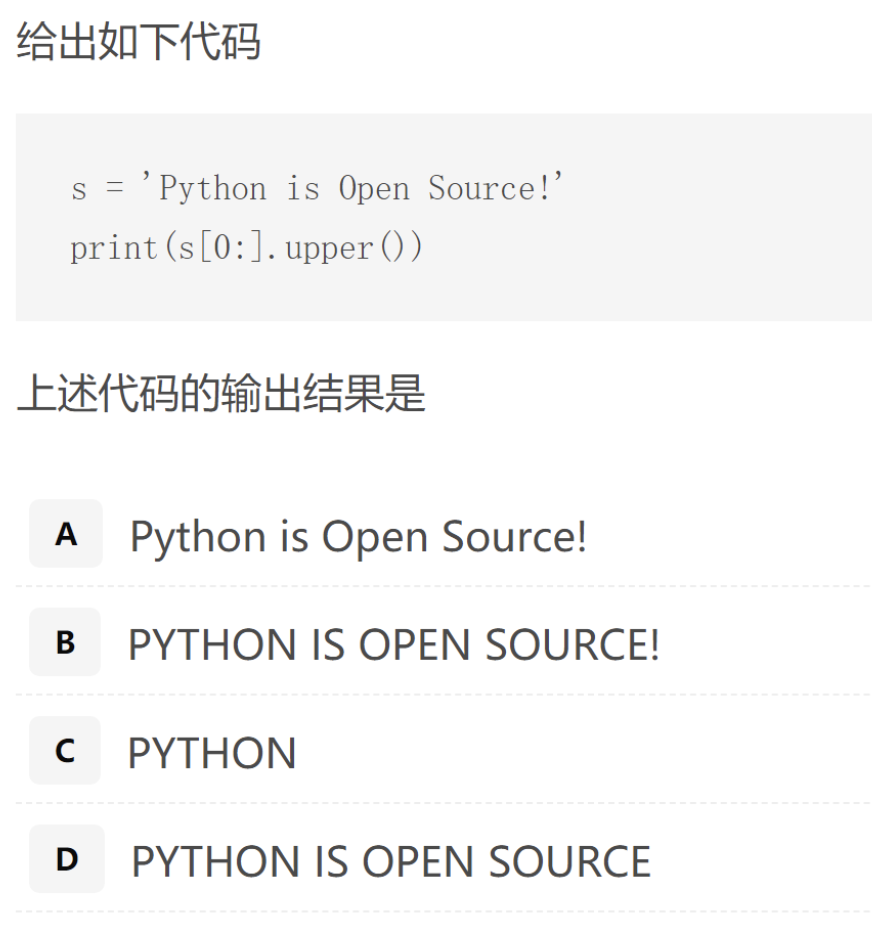 给出如下代码
s = 'Python is Open Source!'
print(s[0:].upper())
上述代码的输出结果是
A Python is Open Source!
B PYTHON IS OPEN SOURCE!
C PYTHON
D PYTHON IS OPEN SOURCE